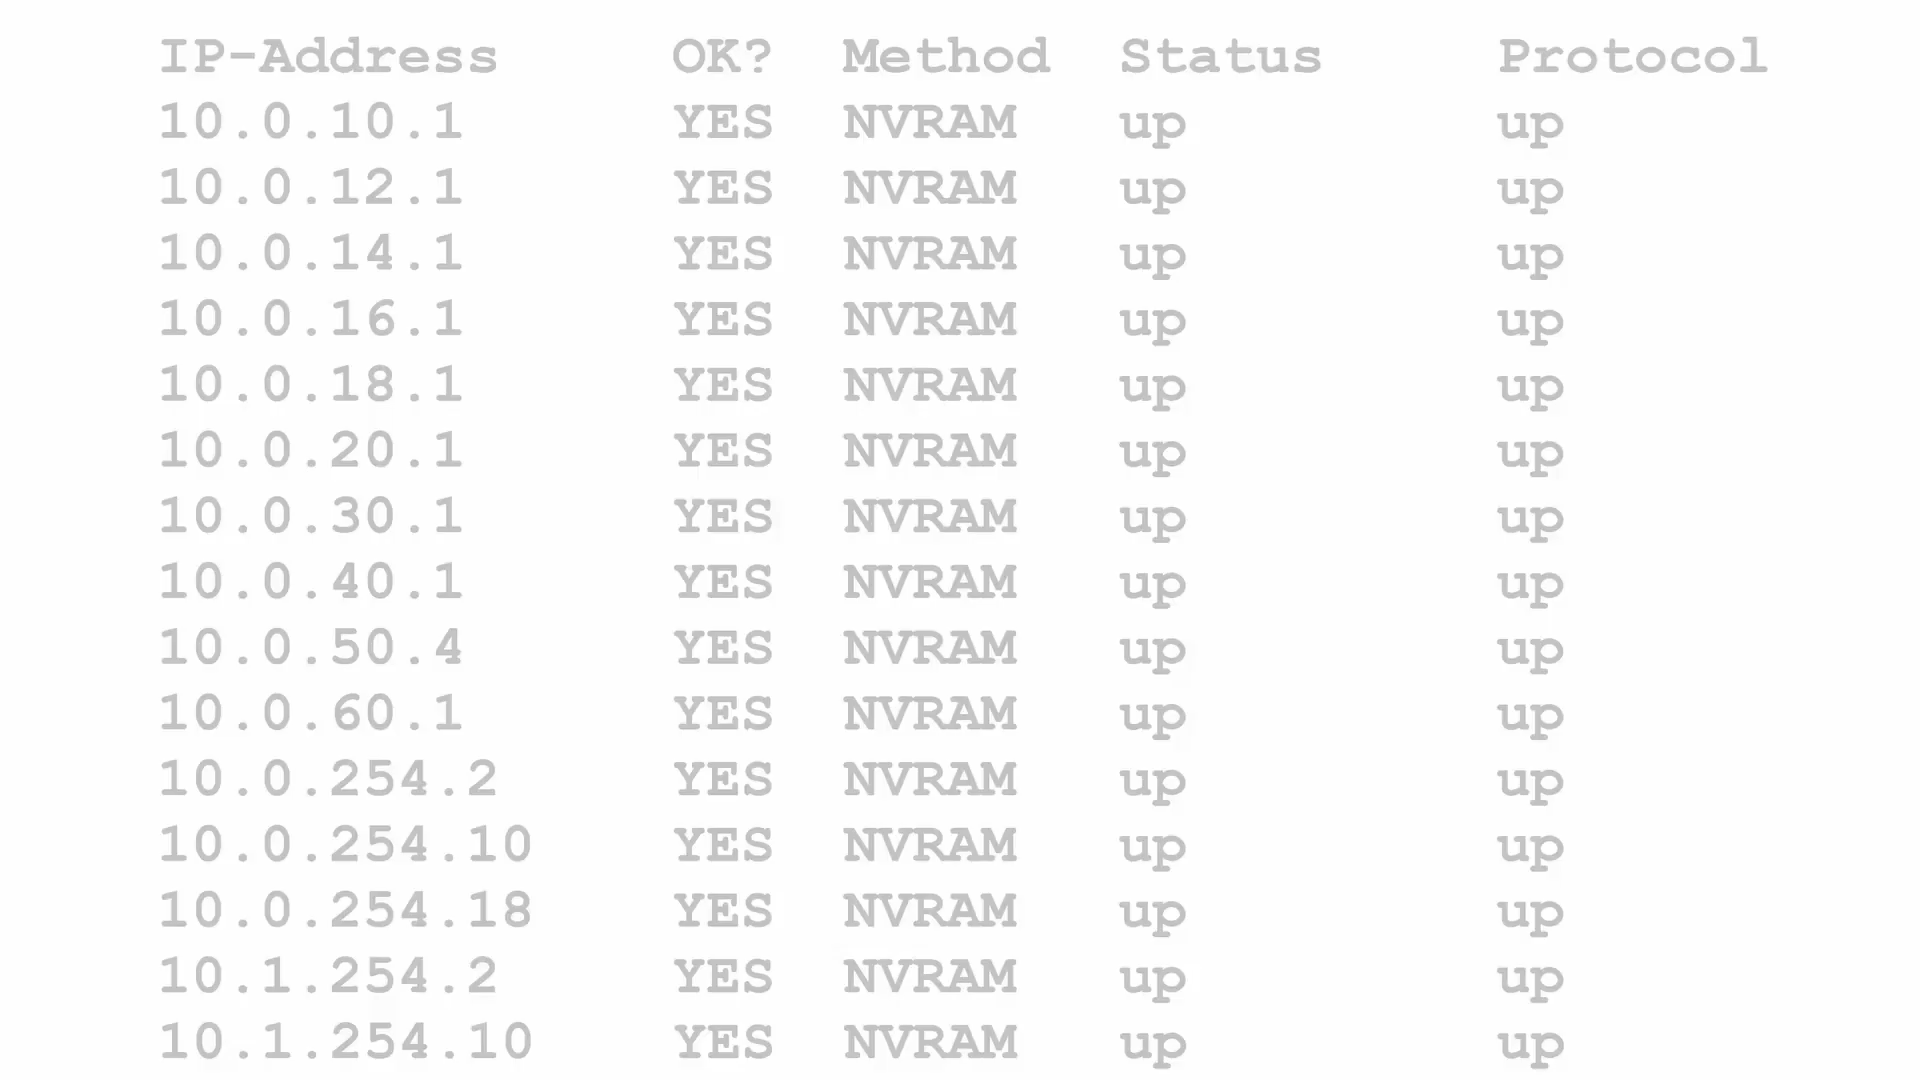 IP-Address OK? Method Status Protocol
10.0.10.1 YES NVRAM up up
10.0.12.1 YES NVRAM up up
10.0.14.1 YES NVRAM up up
10.0.16.1 YES NVRAM up up
10.0.18.1 YES NVRAM up up
10.0.20.1 YES NVRAM up up
10.0.30.1 YES NVRAM up up
10.0.40.1 YES NVRAM up up
10.0.50.4 YES NVRAM up up
10.0.60.1 YES NVRAM up up
10.0.254.2 YES NVRAM up up
10.0.254.10 YES NVRAM up up
10.0.254.18 YES NVRAM up up
10.1.254.2 YES NVRAM up up
10.1.254.10 YES NVRAM up up